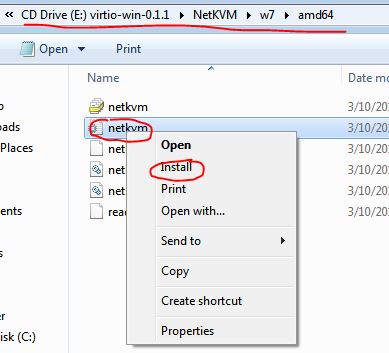 « CD Drive (E:) virtio-win-0.1.1 ▸ NetKVM ▸ w7 ▸ amd64
Open Print
Name Date mo
netkvm 3/10/20
netkvm 3/10/20
net 3/10/20
net 3/10/20
net 3/10/20
rea 3/10/20
Open
Install
Print
Open with...
Send to
Copy
Create shortcut
Properties
p
oads
Places
ents
er
isk (C:)